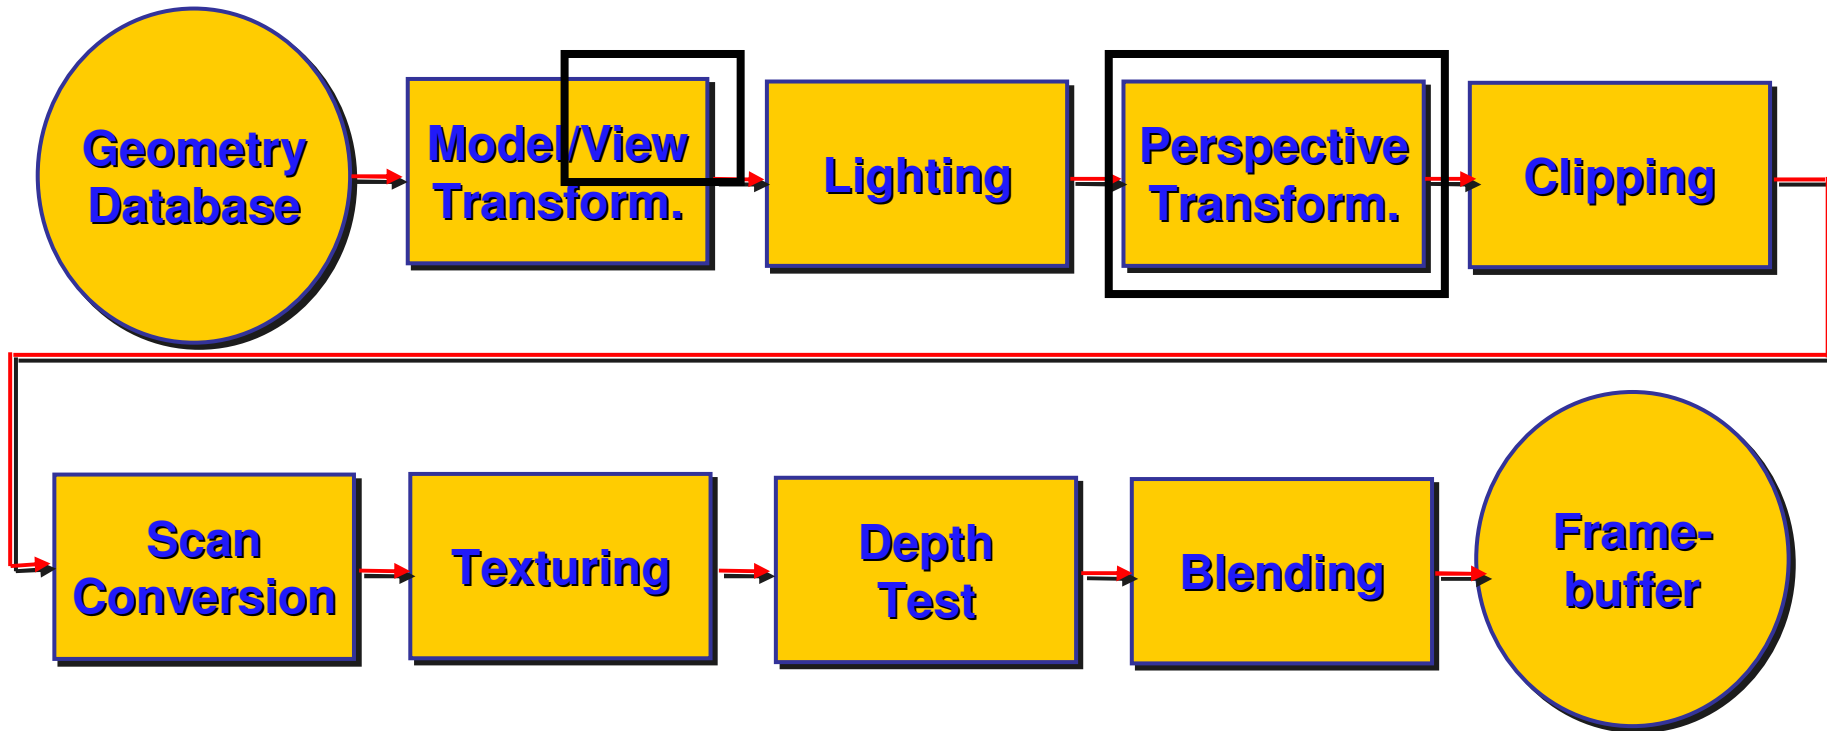 Geometry
Database
Model/View
Transform.
Lighting
Perspective
Transform.
Clipping
Scan
Conversion
Texturing
Depth
Test
Blending
Frame-
buffer